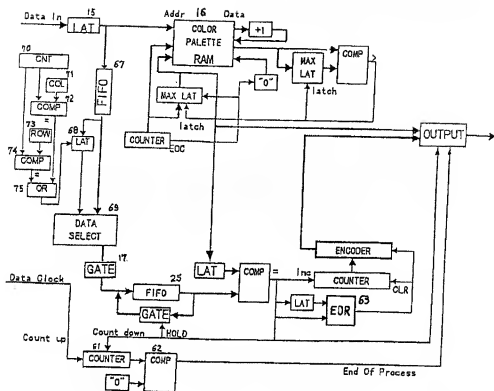 Data In
15
LAT
Addr 16 Data
COLOR PALETTE RAM
+1
MAX LAT
COMP
"0"
MAX LAT
latch
latch
COUNTER
EOC
OUTPUT
70
CNT
71
COL
72
COMP
=
73
ROW
74
COMP
=
75
OR
67
FIFO
68
LAT
69
DATA SELECT
17
GATE
25
FIFO
GATE
HOLD
LAT
COMP
=
Inc
ENCODER
COUNTER
CLR
LAT
EOR
63
Data Clock
Count up
Count down
61
COUNTER
62
COMP
"0"
End Of Process